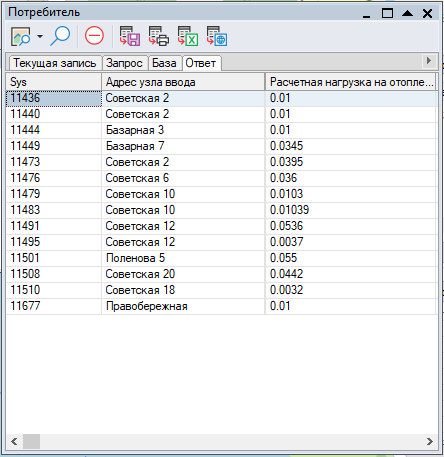 Потребитель
Текущая запись Запрос База Ответ
Sys Адрес узла ввода Расчетная нагрузка на отопле...
11436 Советская 2 0.01
11440 Советская 2 0.01
11444 Базарная 3 0.01
11449 Базарная 7 0.0345
11473 Советская 2 0.0395
11476 Советская 6 0.036
11479 Советская 10 0.0103
11483 Советская 10 0.01039
11491 Советская 12 0.0536
11495 Советская 12 0.0037
11501 Поленова 5 0.055
11508 Советская 20 0.0442
11510 Советская 18 0.0032
11677 Правобережная 0.01